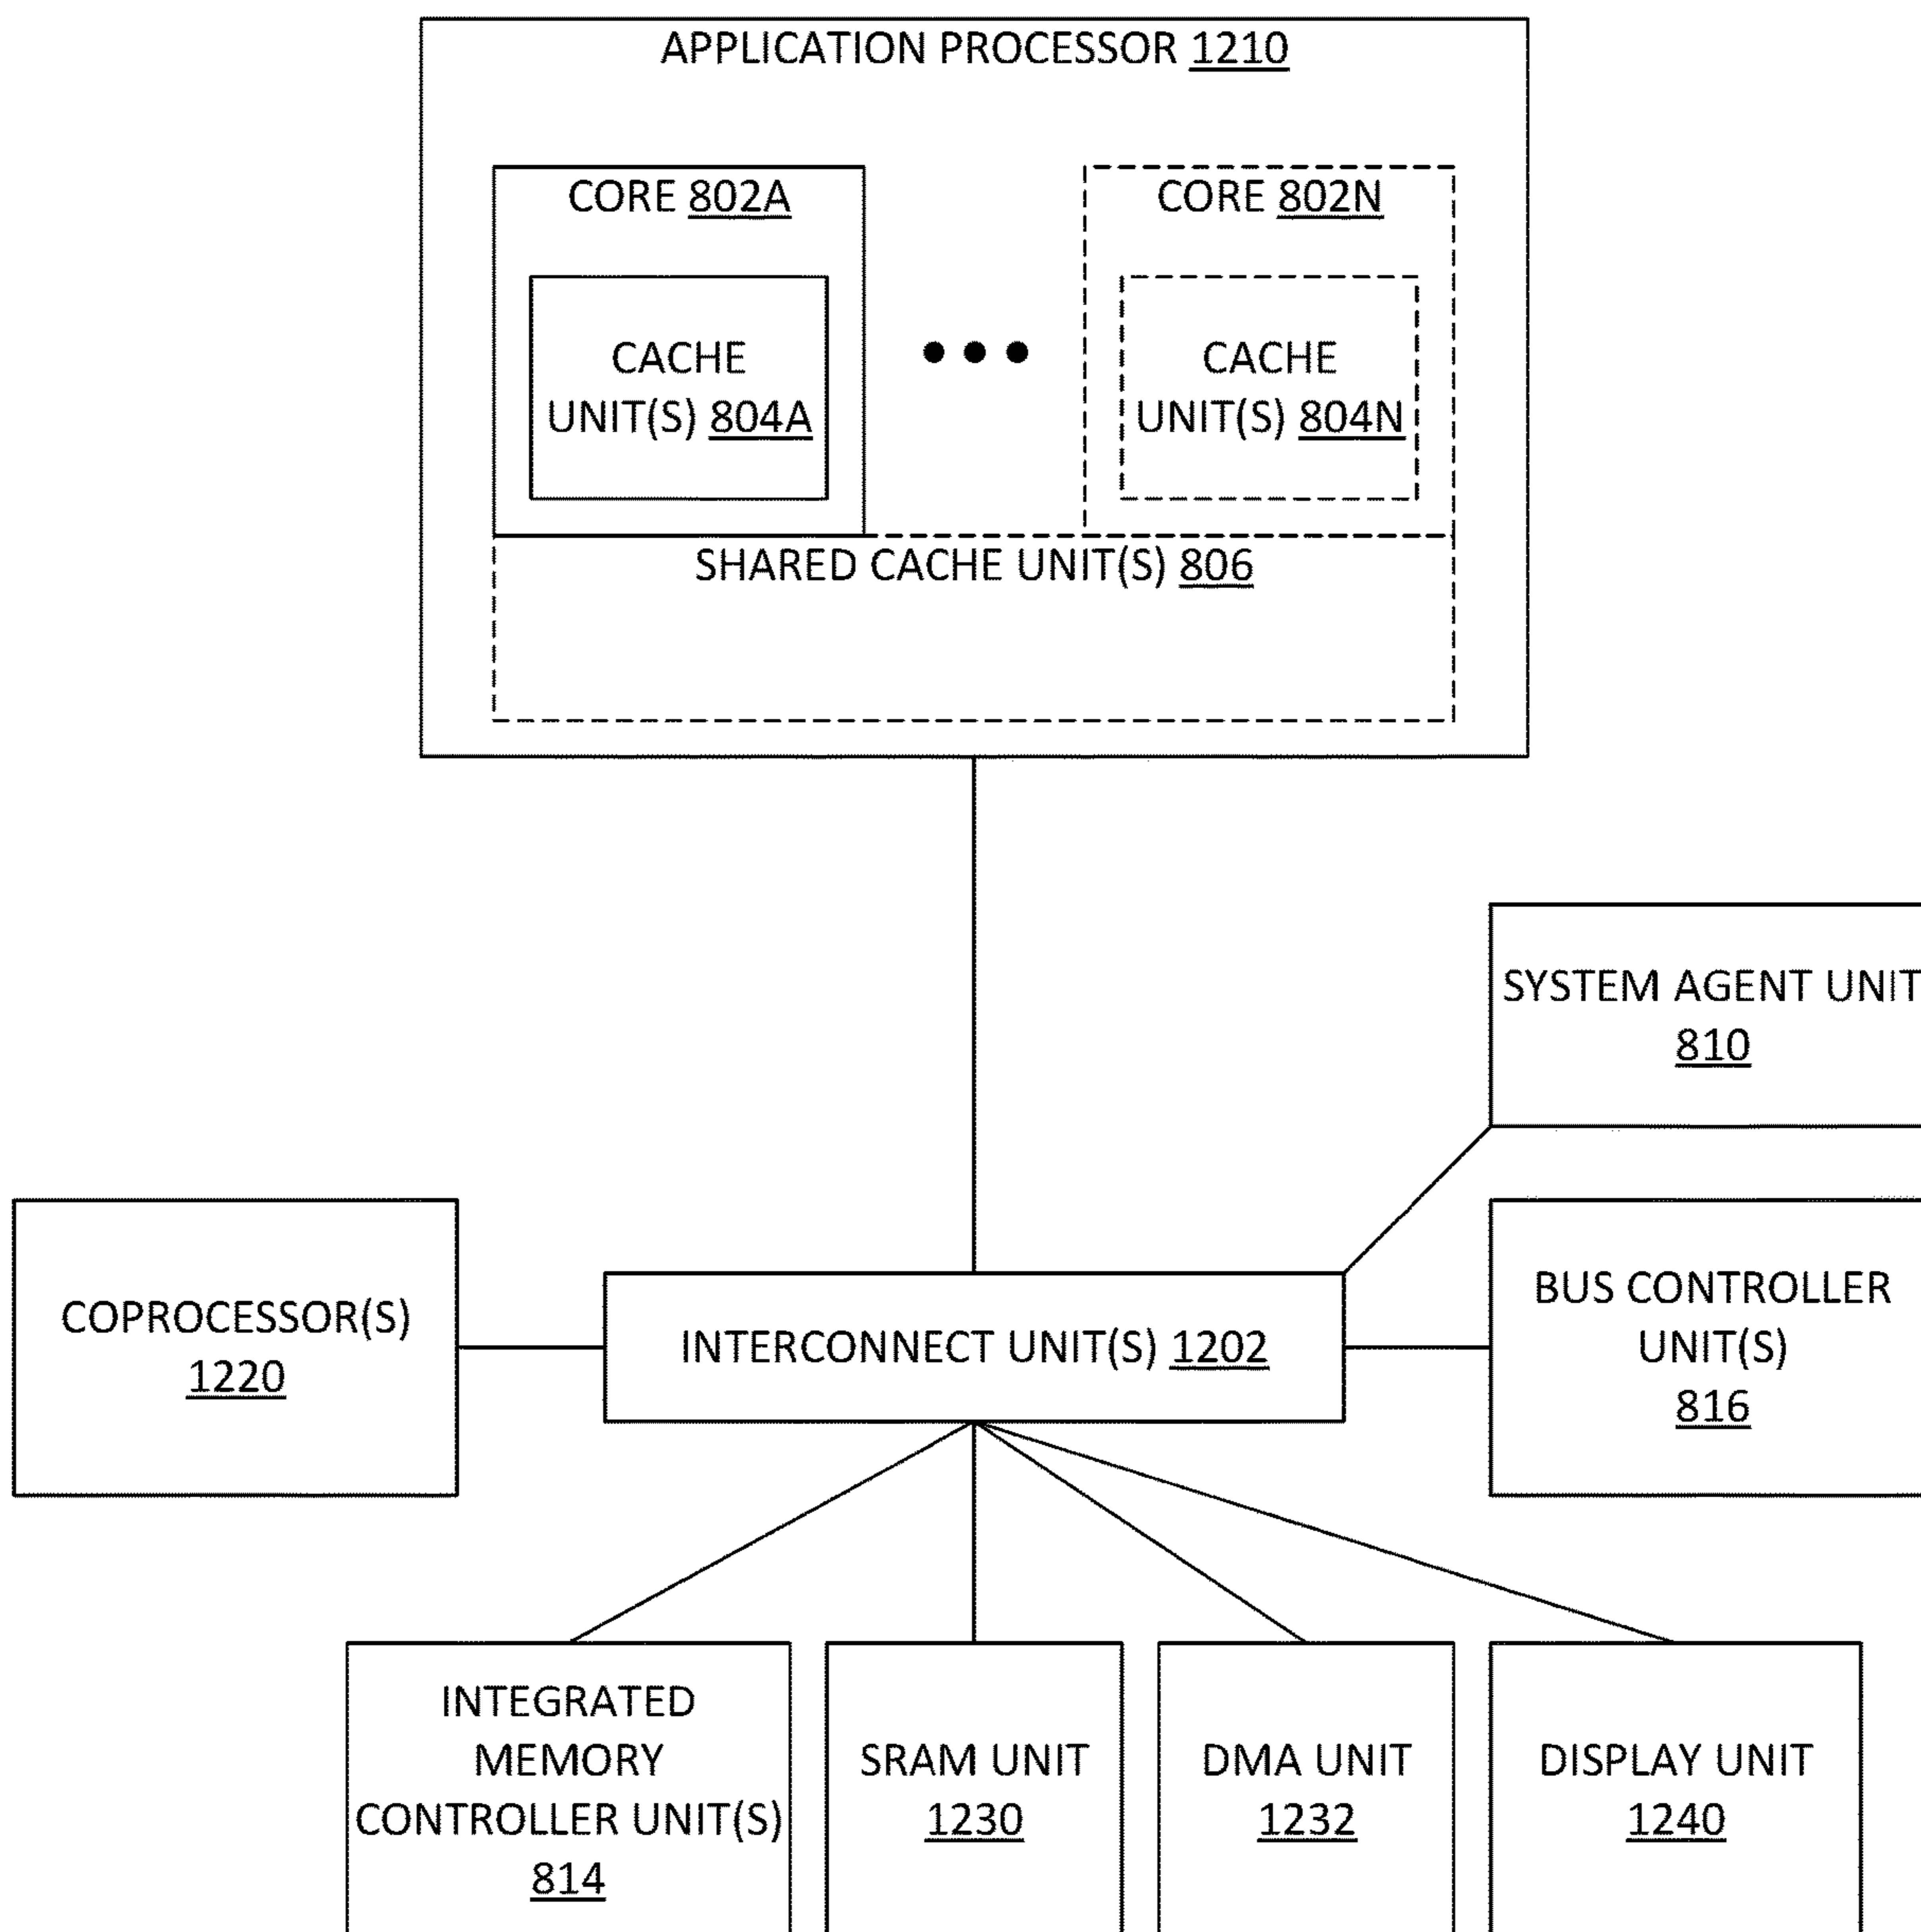 APPLICATION PROCESSOR 1210
CORE 802A
CACHE
UNIT(S) 804A
CORE 802N
CACHE
UNIT(S) 804N
SHARED CACHE UNIT(S) 806
SYSTEM AGENT UNIT
810
COPROCESSOR(S)
1220
INTERCONNECT UNIT(S) 1202
BUS CONTROLLER
UNIT(S)
816
INTEGRATED
MEMORY
CONTROLLER UNIT(S)
814
SRAM UNIT
1230
DMA UNIT
1232
DISPLAY UNIT
1240